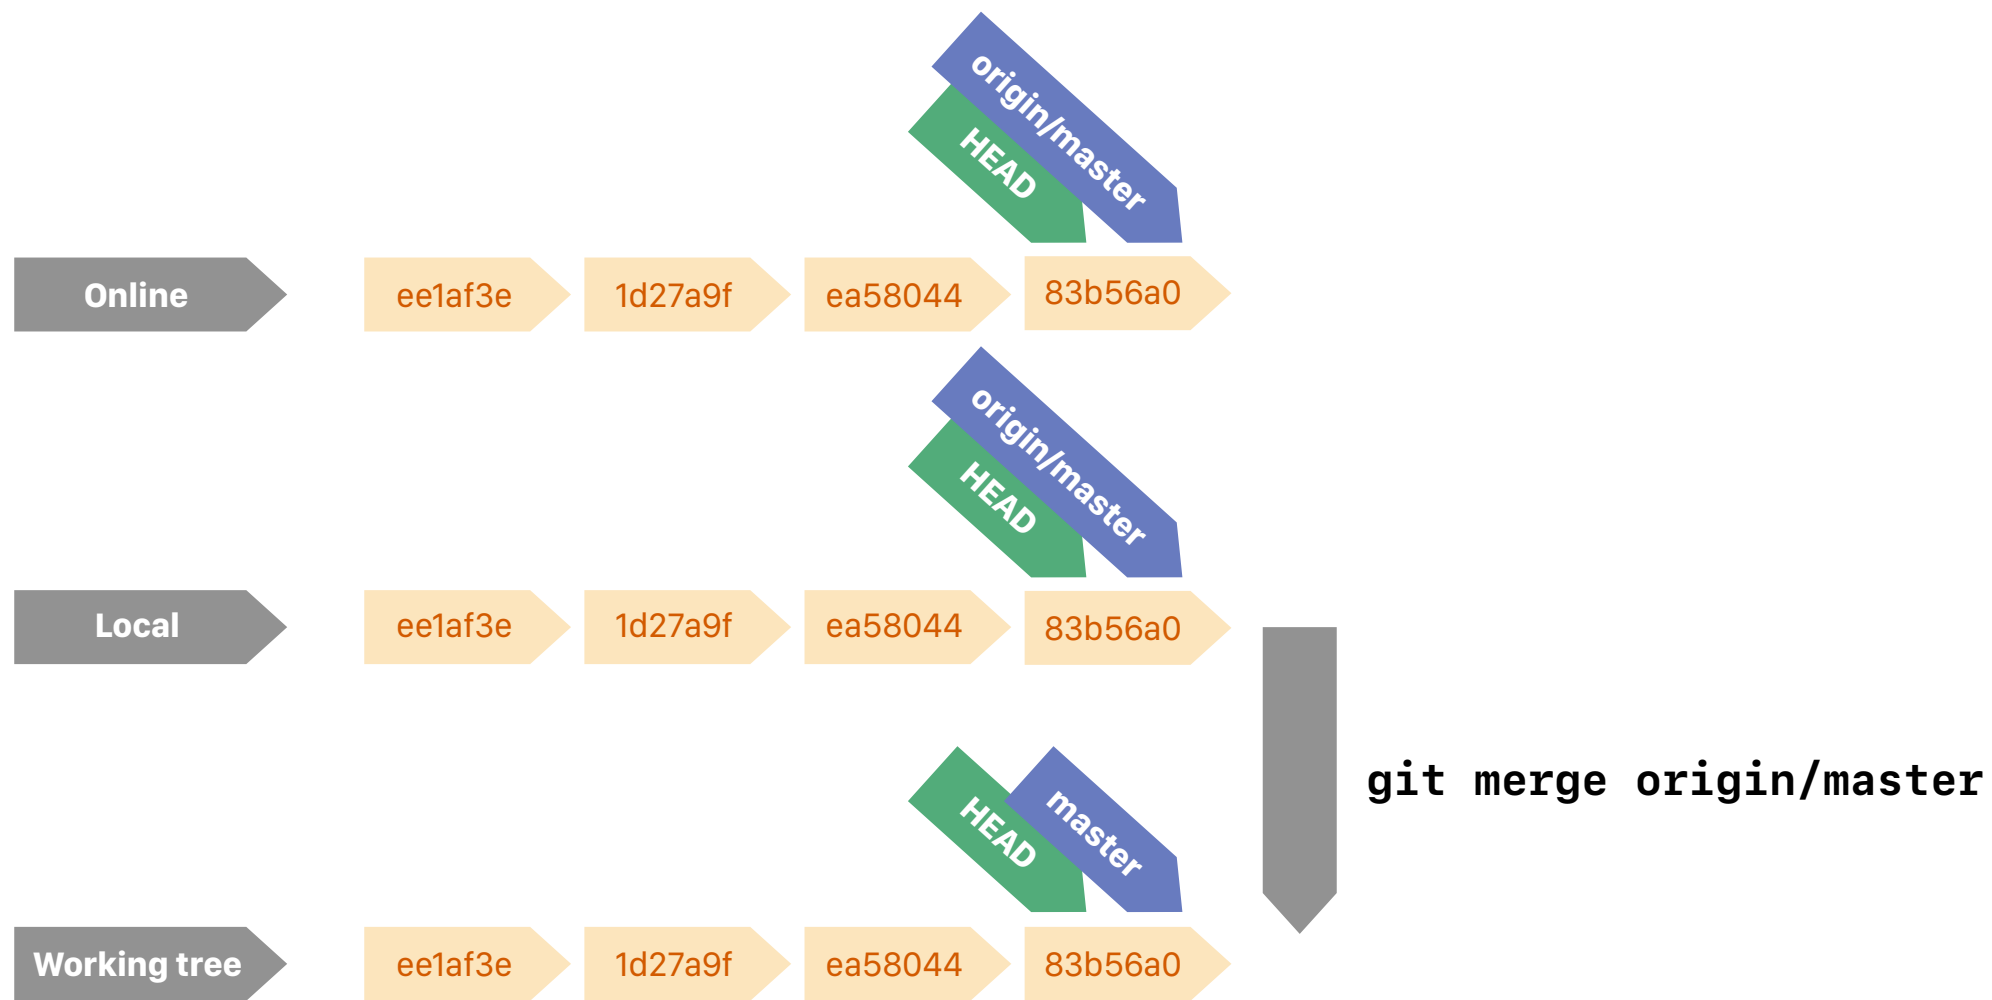 origin/master
HEAD
Online
ee1af3e
1d27a9f
ea58044
83b56a0
origin/master
HEAD
Local
ee1af3e
1d27a9f
ea58044
83b56a0
git merge origin/master
HEAD
master
Working tree
ee1af3e
1d27a9f
ea58044
83b56a0